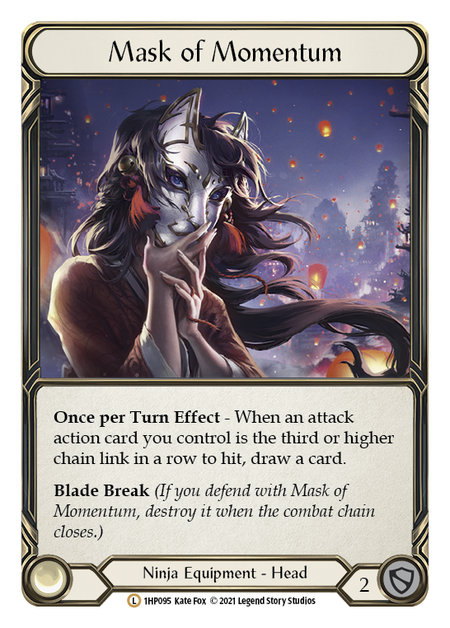 Mask of Momentum
Once per Turn Effect - When an attack
action card you control is the third or higher
chain link in a row to hit, draw a card.
Blade Break (If you defend with Mask of
Momentum, destroy it when the combat chain
closes.)
Ninja Equipment - Head
2
L 1HP095 Kate Fox © 2021 Legend Story Studios